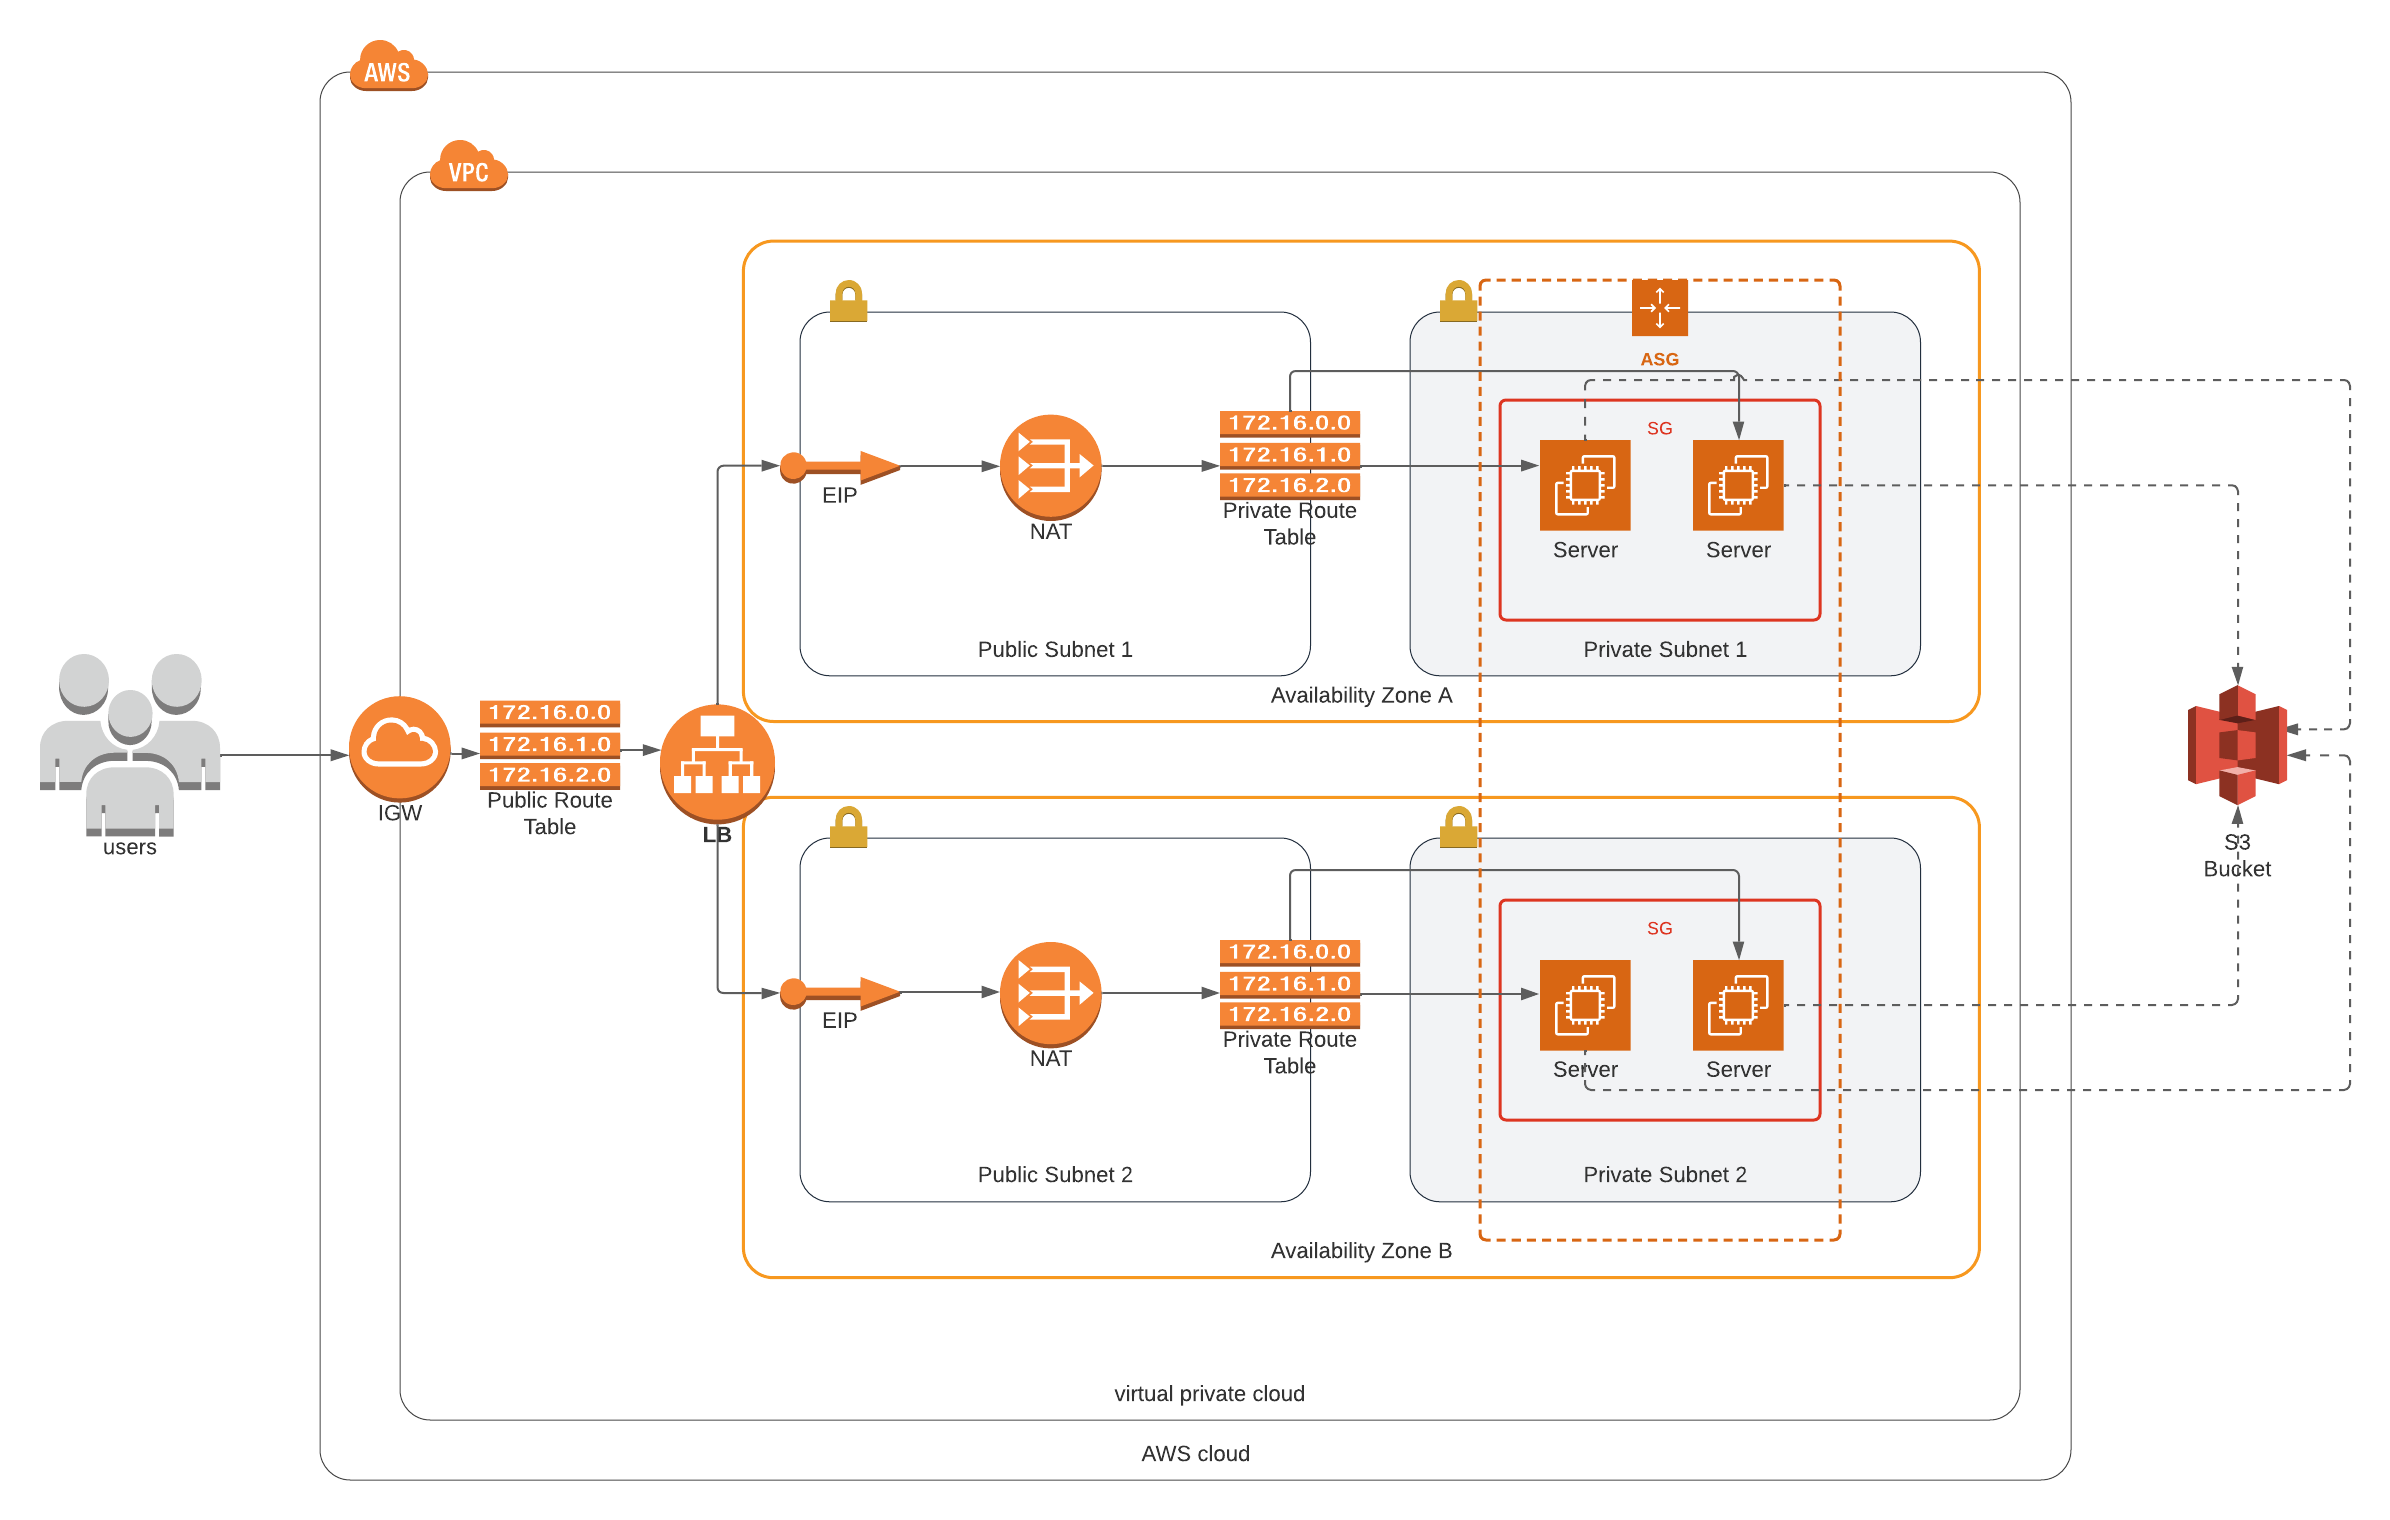 AWS
VPC
ASG
172.16.0.0
172.16.1.0
172.16.2.0
Private Route
Table
SG
EIP
NAT
Server
Server
Public Subnet 1
Private Subnet 1
Availability Zone A
users
IGW
172.16.0.0
172.16.1.0
172.16.2.0
Public Route
Table
LB
S3
Bucket
172.16.0.0
172.16.1.0
172.16.2.0
Private Route
Table
SG
EIP
NAT
Server
Server
Public Subnet 2
Private Subnet 2
Availability Zone B
virtual private cloud
AWS cloud